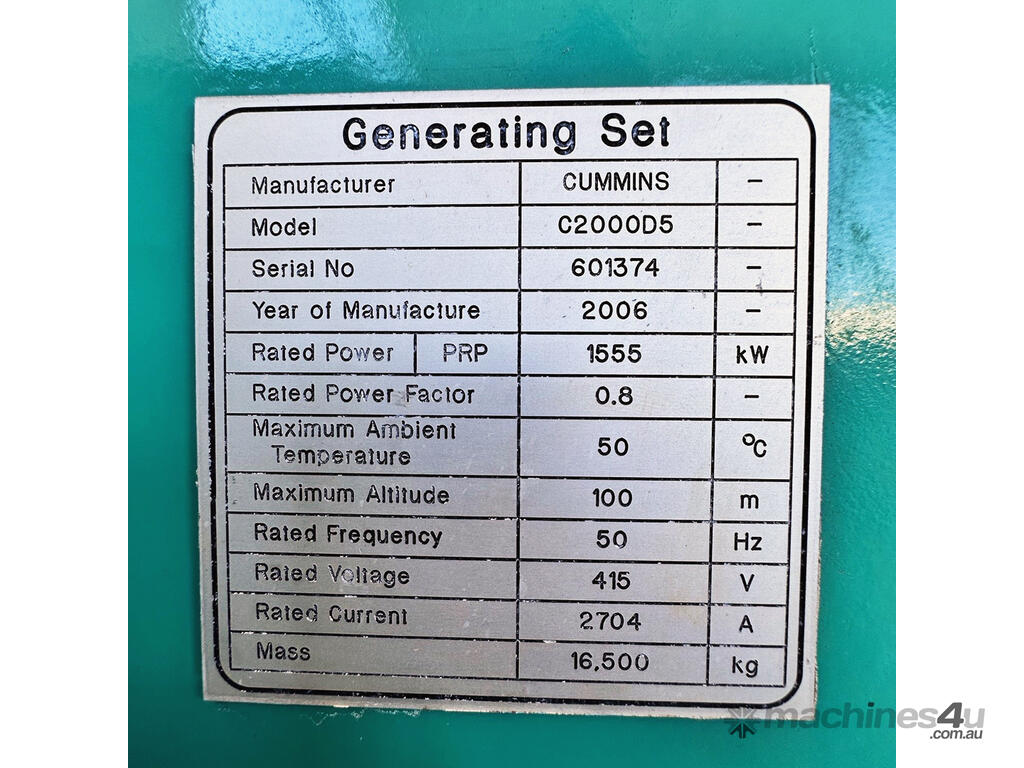 Generating Set
Manufacturer CUMMINS -
Model C2000D5 -
Serial No 601374 -
Year of Manufacture 2006 -
Rated Power PRP 1555 kW
Rated Power Factor 0.8 -
Maximum Ambient
Temperature 50 °C
Maximum Altitude 100 m
Rated Frequency 50 Hz
Rated Voltage 415 V
Rated Current 2704 A
Mass 16,500 kg
machines4u
.com.au